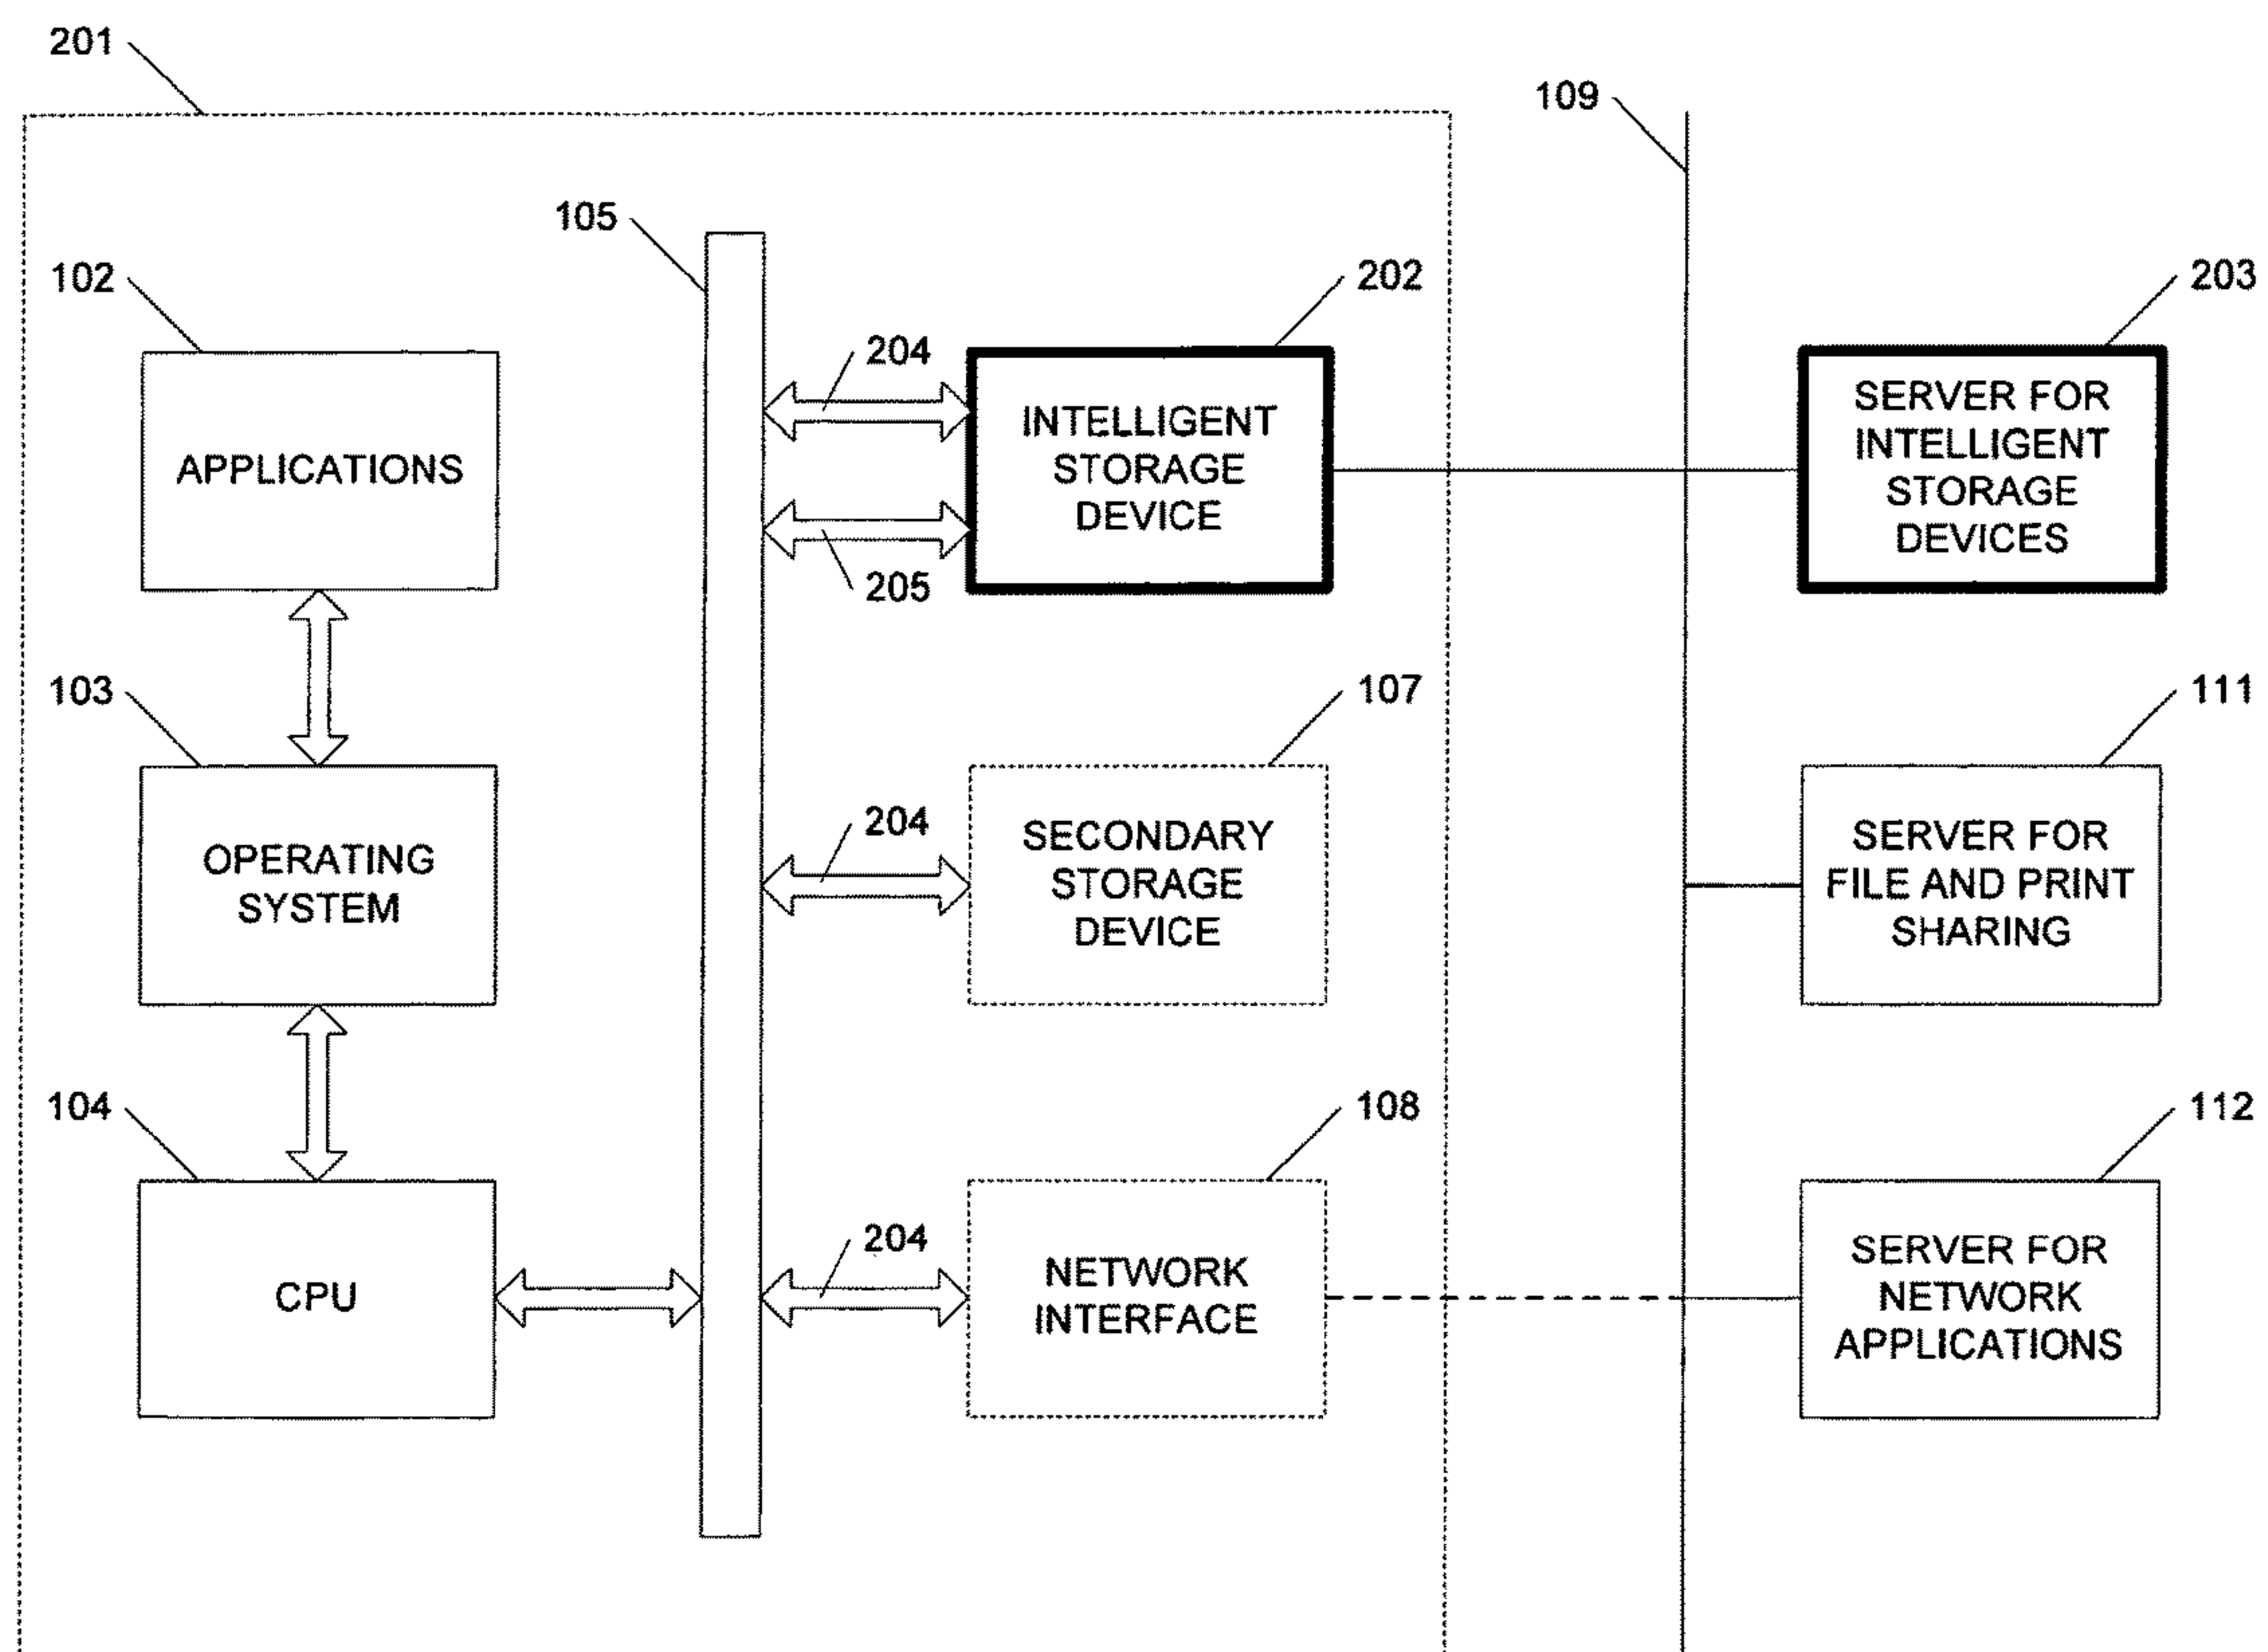 201
109
105
102
202
203
204
APPLICATIONS
INTELLIGENT
STORAGE
DEVICE
SERVER FOR
INTELLIGENT
STORAGE
DEVICES
205
103
107
111
204
OPERATING
SYSTEM
SECONDARY
STORAGE
DEVICE
SERVER FOR
FILE AND PRINT
SHARING
104
108
112
204
CPU
NETWORK
INTERFACE
SERVER FOR
NETWORK
APPLICATIONS